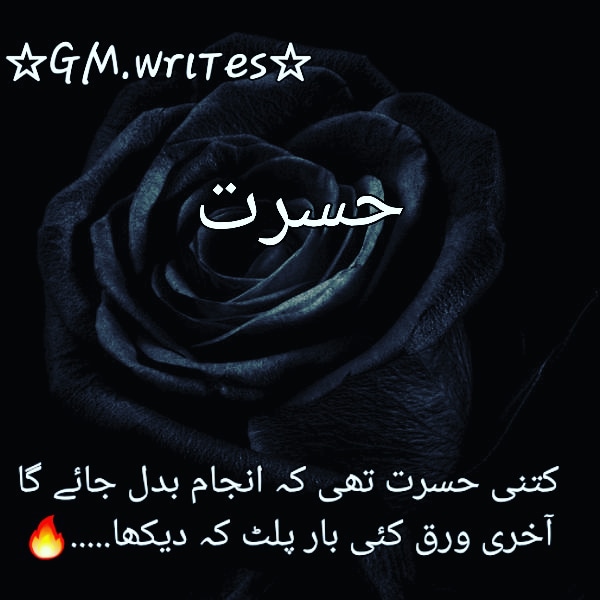 ☆GM.writes☆
حسرت
کتنی حسرت تھی کہ انجام بدل جائے گا
آخری ورق کئی بار پلٹ کہ دیکھا.....🔥